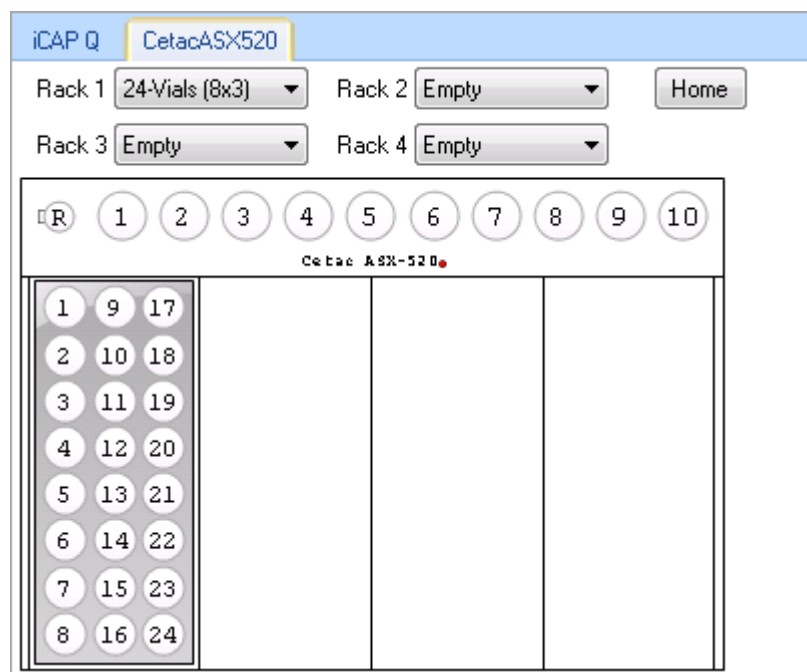 iCAP Q CetacASX520
Rack 1 24-Vials (8x3) Rack 2 Empty Home
Rack 3 Empty Rack 4 Empty
R 1 2 3 4 5 6 7 8 9 10
Cetac ASX-520
1 9 17
2 10 18
3 11 19
4 12 20
5 13 21
6 14 22
7 15 23
8 16 24